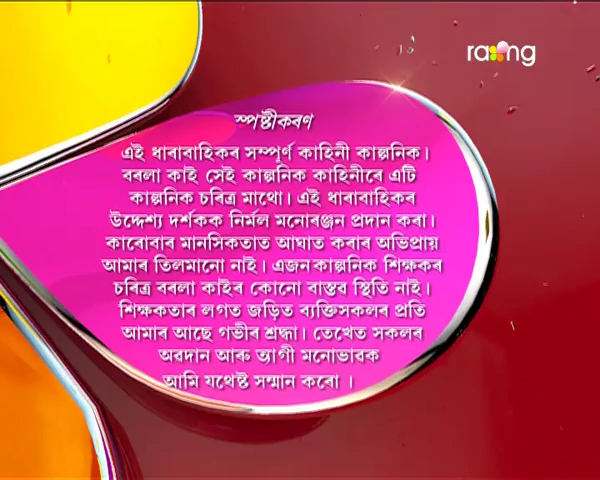 rang
স্পষ্টীকৰণ
এই ধাৰাবাহিকৰ সম্পূৰ্ণ কাহিনী কাল্পনিক।
বৰলা কাই সেই কাল্পনিক কাহিনীৰে এটি
কাল্পনিক চৰিত্ৰ মাথো। এই ধাৰাবাহিকৰ
উদ্দেশ্য দৰ্শকক নিৰ্মল মনোৰঞ্জন প্ৰদান কৰা।
কাৰোবাৰ মানসিকতাত আঘাত কৰাৰ অভিপ্ৰায়
আমাৰ তিলমানো নাই। এজন কাল্পনিক শিক্ষকৰ
চৰিত্ৰ বৰলা কাইৰ কোনো বাস্তৱ স্থিতি নাই।
শিক্ষকতাৰ লগত জড়িত ব্যক্তিসকলৰ প্ৰতি
আমাৰ আছে গভীৰ শ্ৰদ্ধা। তেখেত সকলৰ
অৱদান আৰু ত্যাগী মনোভাৱক
আমি যথেষ্ট সন্মান কৰো ।